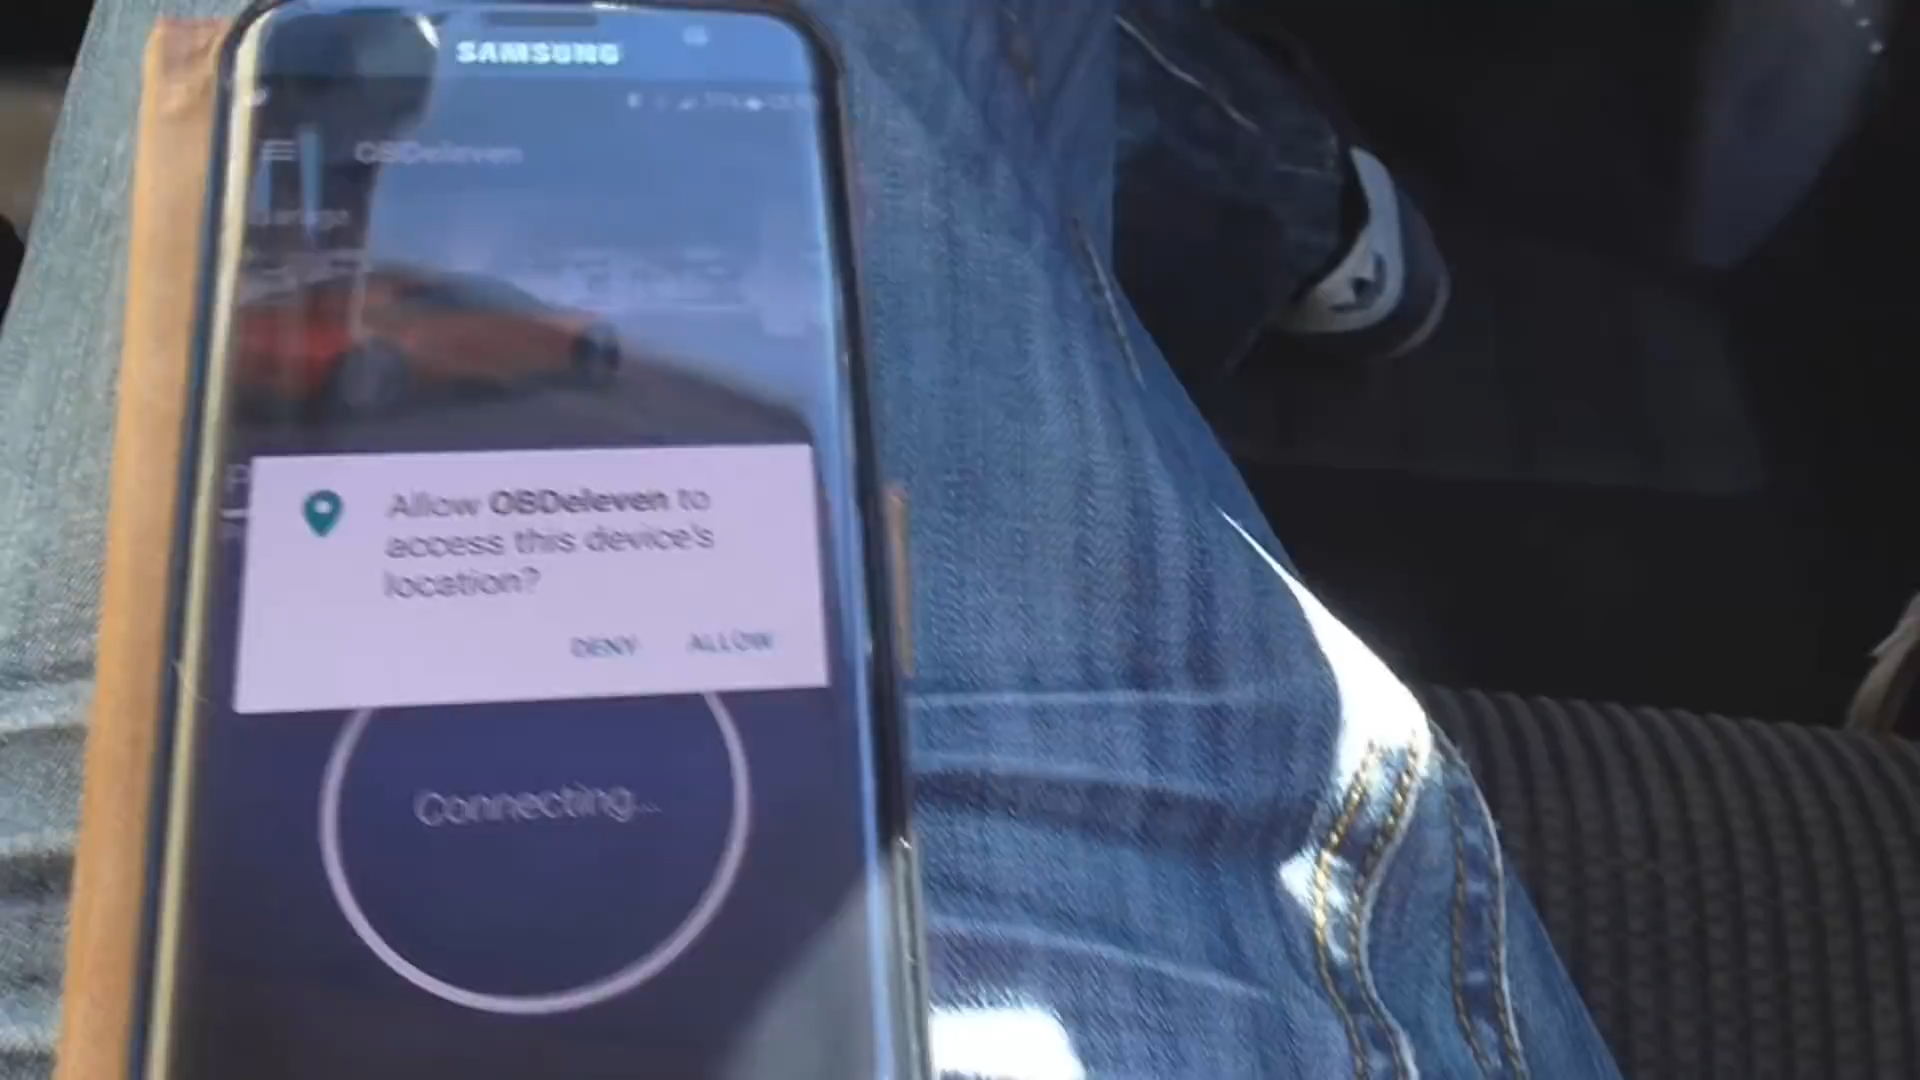 SAMSUNG
OBDeleven
Allow OBDeleven to
access this device's
location?
DENY ALLOW
Connecting...